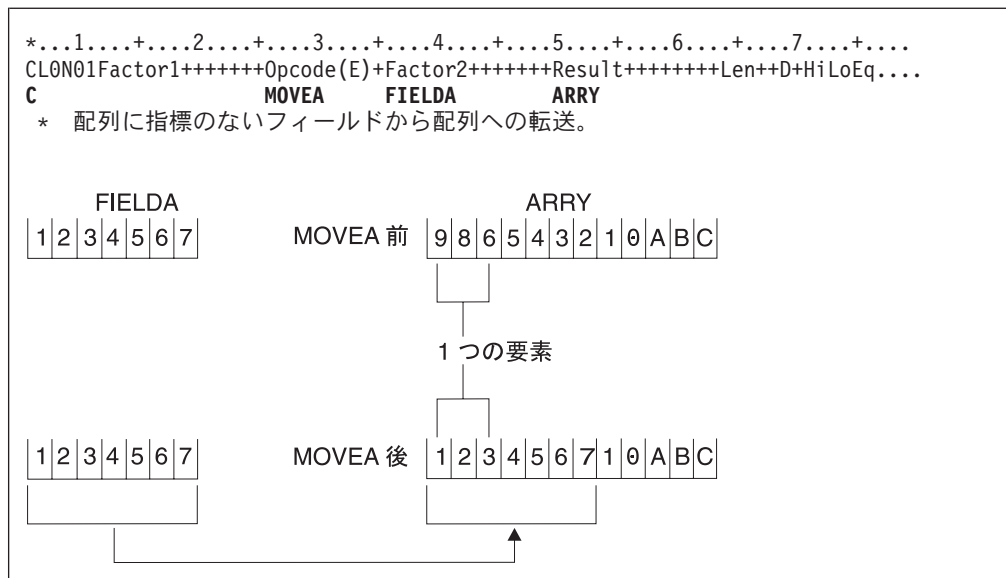 *...1....+....2....+....3....+....4....+....5....+....6....+....7....+....
CL0N01Factor1+++++++Opcode(E)+Factor2+++++++Result++++++++Len++D+HiLoEq....
C                   MOVEA     FIELDA        ARRY
* 配列に指標のないフィールドから配列への転送。
FIELDA ARRY
1 2 3 4 5 6 7 MOVEA 前 9 8 6 5 4 3 2 1 0 A B C
1 つの要素
1 2 3 4 5 6 7 MOVEA 後 1 2 3 4 5 6 7 1 0 A B C